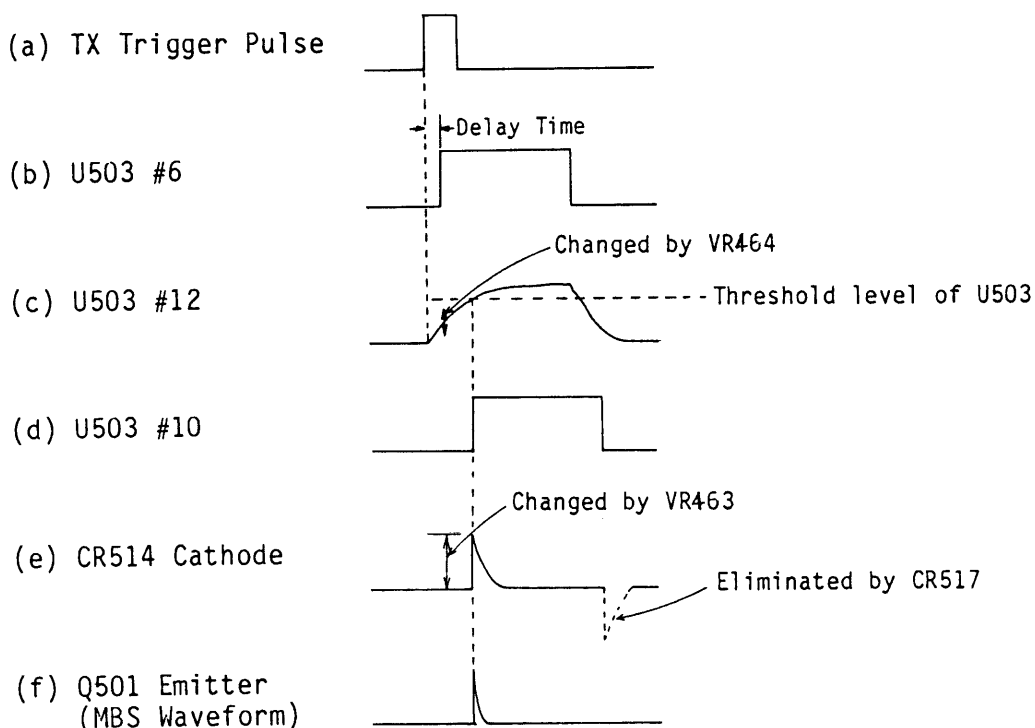 (a) TX Trigger Pulse
Delay Time
(b) U503 #6
Changed by VR464
(c) U503 #12
Threshold level of U503
(d) U503 #10
Changed by VR463
(e) CR514 Cathode
Eliminated by CR517
(f) Q501 Emitter
(MBS Waveform)